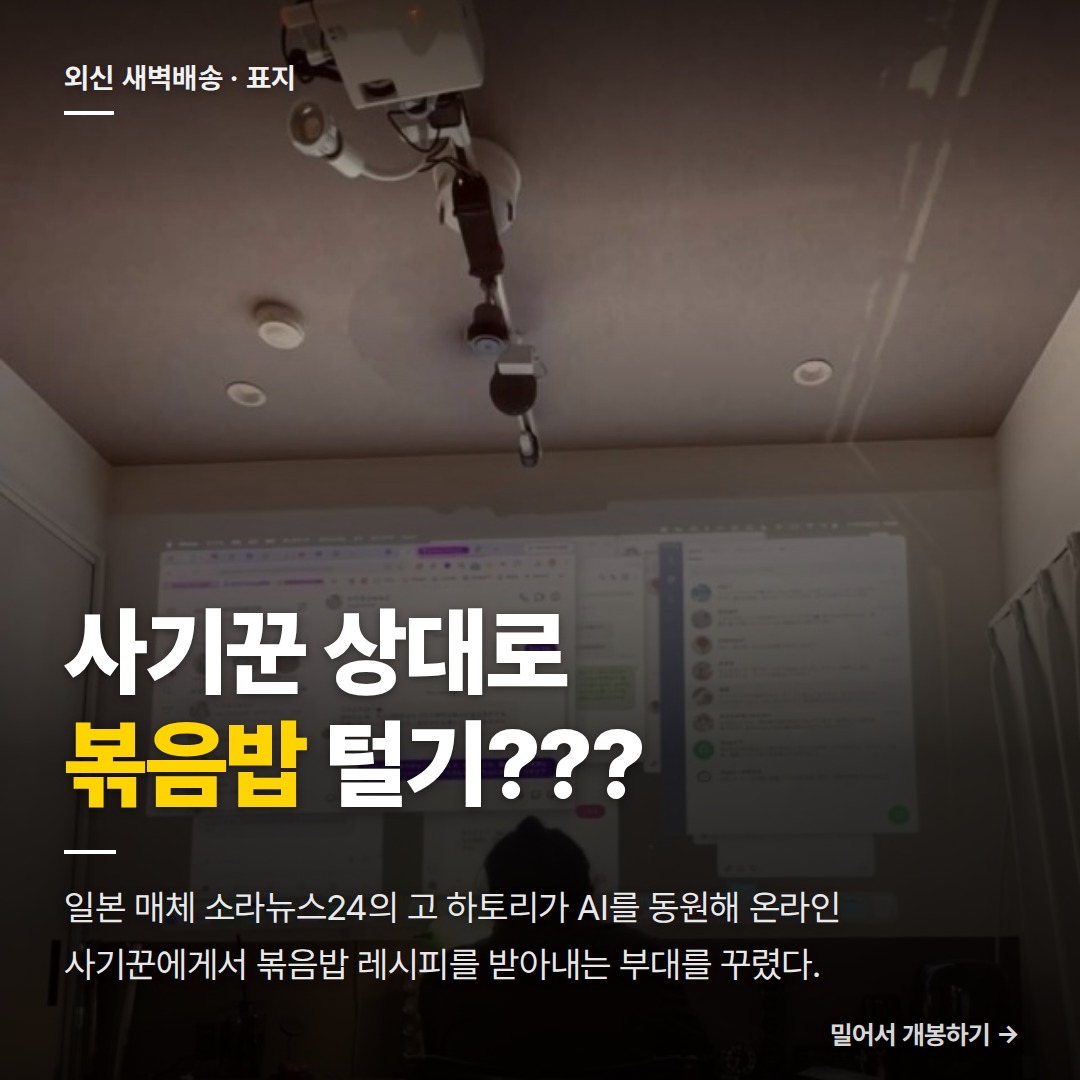 외신 새벽배송 · 표지
사기꾼 상대로
볶음밥 털기???
일본 매체 소라뉴스24의 고 하토리가 AI를 동원해 온라인
사기꾼에게서 볶음밥 레시피를 받아내는 부대를 꾸렸다.
밀어서 개봉하기 →